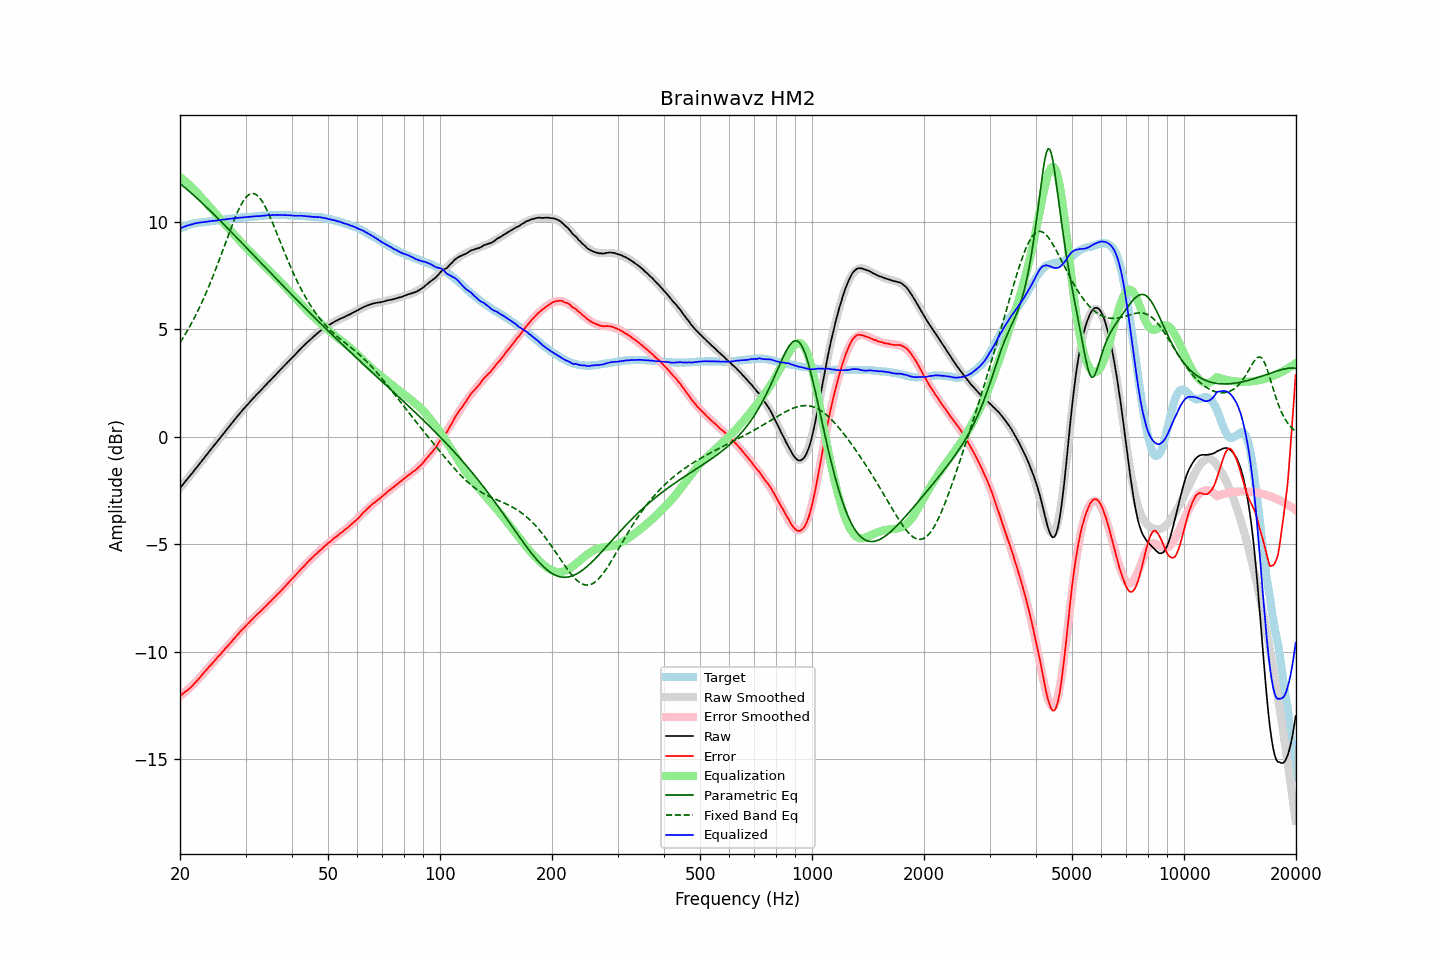 Brainwavz HM2
Amplitude (dBr)
10
5
0
−5
−10
−15
Target
Raw Smoothed
Error Smoothed
Raw
Error
Equalization
Parametric Eq
Fixed Band Eq
Equalized
20
50
100
200
500
1000
2000
5000
10000
20000
Frequency (Hz)